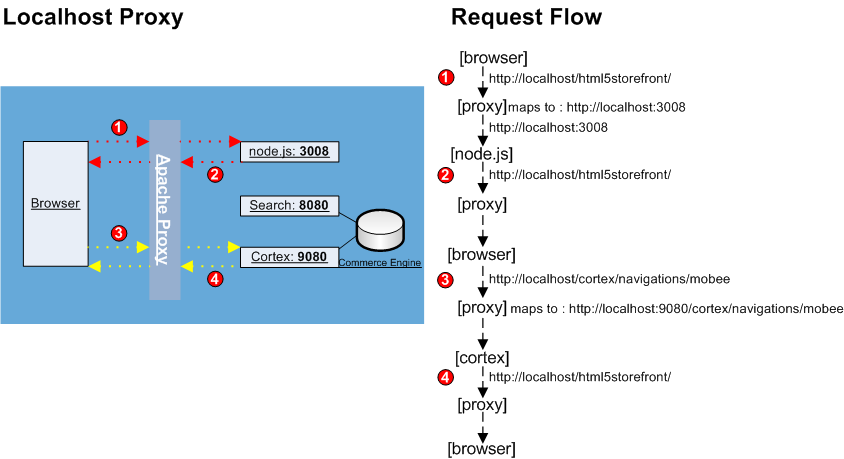 Localhost Proxy
1
node.js: 3008
2
Apache Proxy
Browser
Search: 8080
3
Cortex: 9080
Commerce Engine
4
Request Flow
[browser]
1 http://localhost/html5storefront/
[proxy] maps to : http://localhost:3008
http://localhost:3008
[node.js]
2 http://localhost/html5storefront/
[proxy]
[browser]
3 http://localhost/cortex/navigations/mobee
[proxy] maps to : http://localhost:9080/cortex/navigations/mobee
[cortex]
4 http://localhost/html5storefront/
[proxy]
[browser]